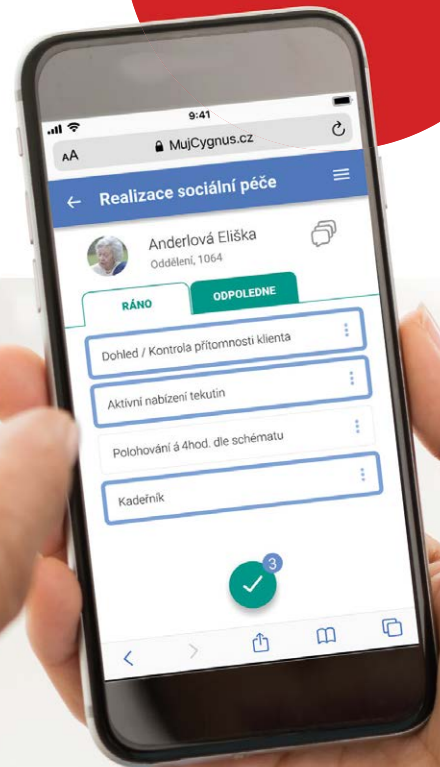 9:41
AA MujCygnus.cz
Realizace sociální péče
Anderlová Eliška
Oddělení, 1064
RÁNO ODPOLEDNE
Dohled / Kontrola přítomnosti klienta
Aktivní nabízení tekutin
Polohování á 4hod. dle schématu
Kadeřník
3